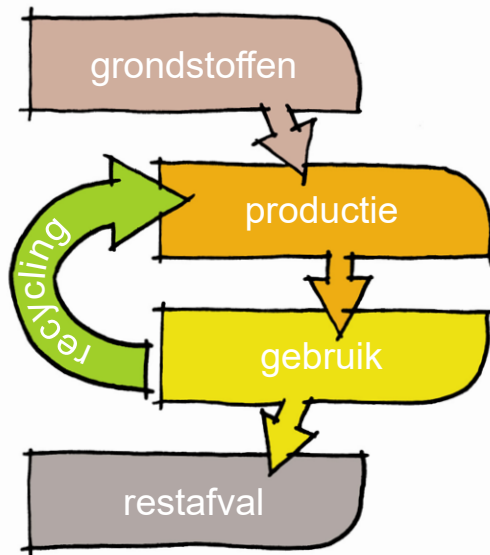 grondstoffen
productie
recycling
gebruik
restafval